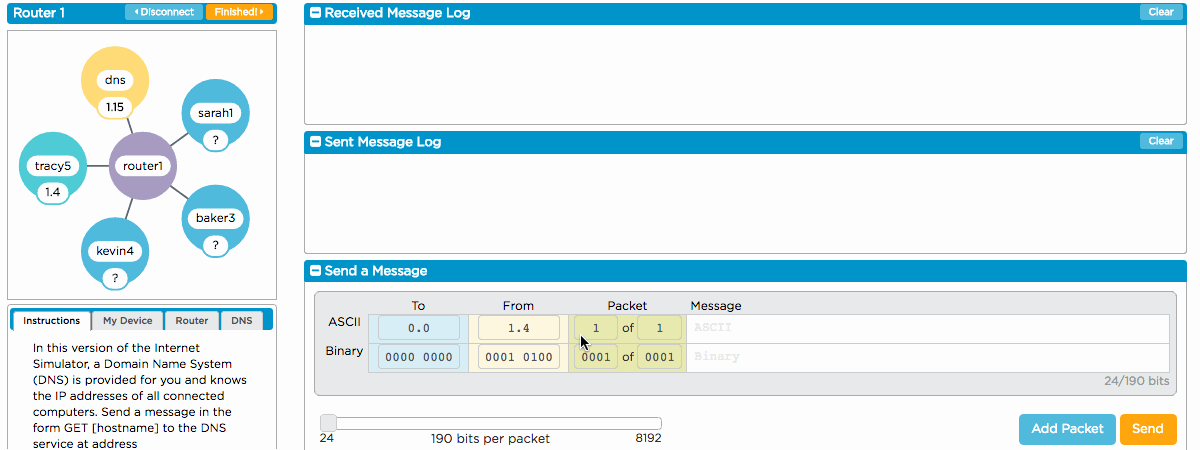 Router 1
Disconnect
Finished!
dns
1.15
sarah1
?
tracy5
1.4
router1
baker3
?
kevin4
?
Instructions
My Device
Router
DNS
In this version of the Internet
Simulator, a Domain Name System
(DNS) is provided for you and knows
the IP addresses of all connected
computers. Send a message in the
form GET [hostname] to the DNS
service at address
Received Message Log
Clear
Sent Message Log
Clear
Send a Message
To From Packet Message
ASCII 0.0 1.4 1 of 1 ASCII
Binary 0000 0000 0001 0100 0001 of 0001 Binary
24/190 bits
24 190 bits per packet 8192
Add Packet
Send